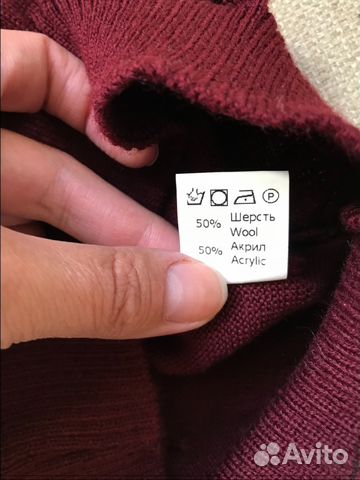 P
50% Шерсть
Wool
50% Акрил
Acrylic
Avito